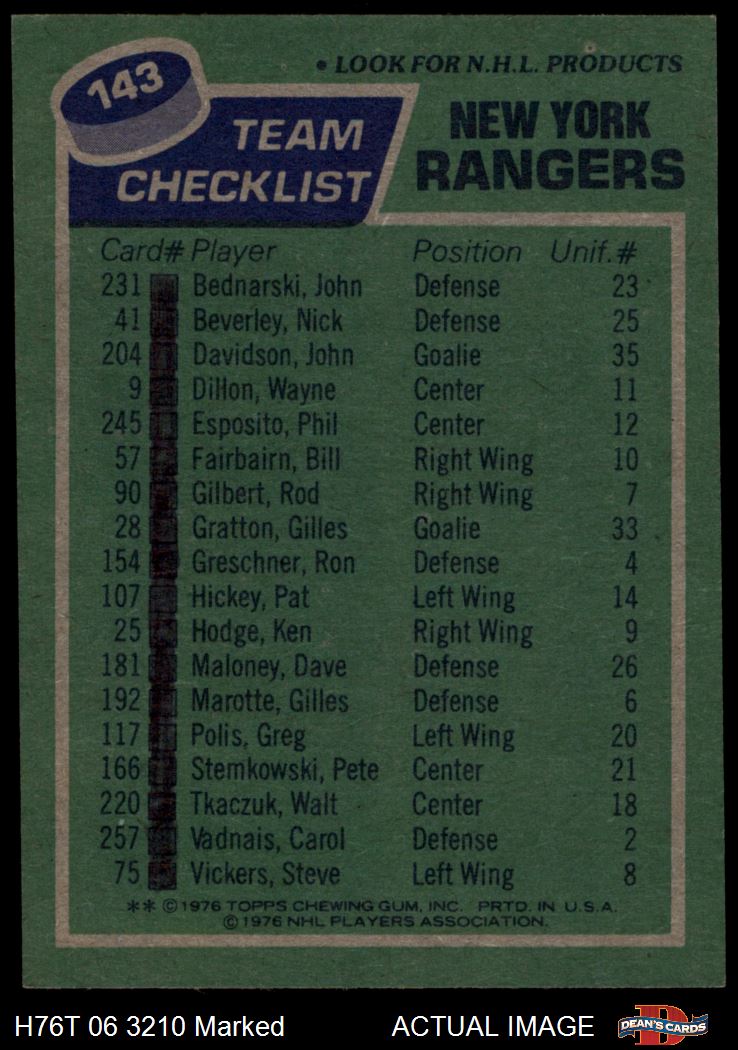 • LOOK FOR N.H.L. PRODUCTS
143
TEAM CHECKLIST
NEW YORK RANGERS
Card# Player Position Unif. #
231 Bednarski, John Defense 23
41 Beverley, Nick Defense 25
204 Davidson, John Goalie 35
9 Dillon, Wayne Center 11
245 Esposito, Phil Center 12
57 Fairbairn, Bill Right Wing 10
90 Gilbert, Rod Right Wing 7
28 Gratton, Gilles Goalie 33
154 Greschner, Ron Defense 4
107 Hickey, Pat Left Wing 14
25 Hodge, Ken Right Wing 9
181 Maloney, Dave Defense 26
192 Marotte, Gilles Defense 6
117 Polis, Greg Left Wing 20
166 Stemkowski, Pete Center 21
220 Tkaczuk, Walt Center 18
257 Vadnais, Carol Defense 2
75 Vickers, Steve Left Wing 8
** ©1976 TOPPS CHEWING GUM, INC. PRTD. IN U.S.A.
©1976 NHL PLAYERS ASSOCIATION.
H76T 06 3210 Marked ACTUAL IMAGE
DEAN'S CARDS